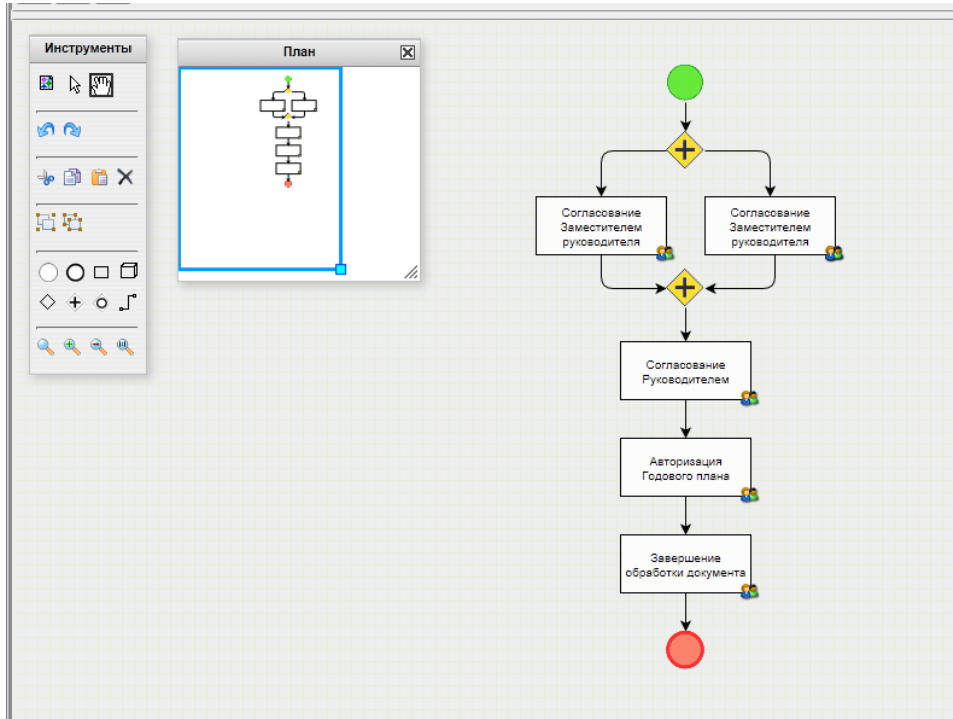 Инструменты
План
Согласование
Заместителем
руководителя
Согласование
Заместителем
руководителя
Согласование
Руководителем
Авторизация
Годового плана
Завершение
обработки документа